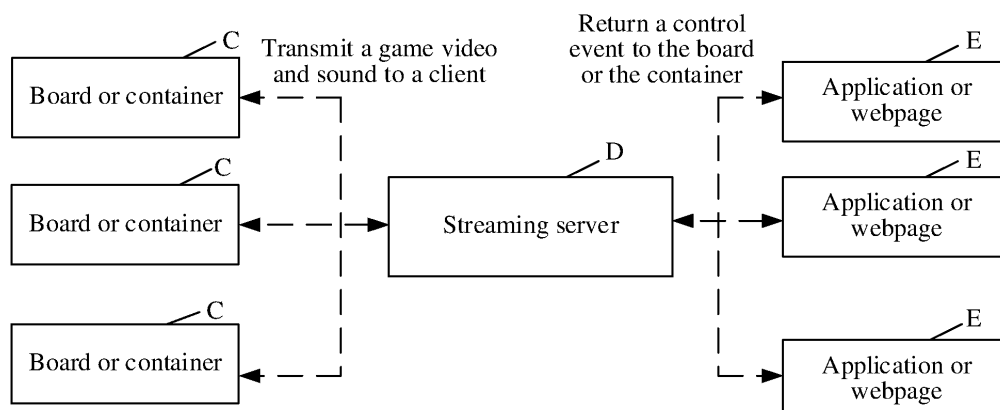 C
Transmit a game video
and sound to a client
Return a control
event to the board
or the container
E
Board or container
Application or
webpage
C
D
E
Board or container
Streaming server
Application or
webpage
C
E
Board or container
Application or
webpage